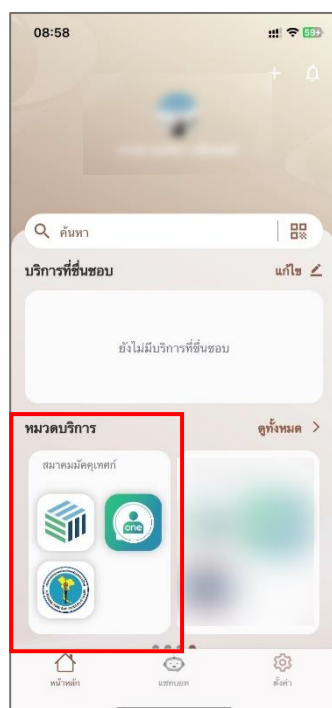 08:58
59
ค้นหา
บริการที่ชื่นชอบ
แก้ไข
ยังไม่มีบริการที่ชื่นชอบ
หมวดบริการ
ดูทั้งหมด
สมาคมมัคคุเทศก์
one
หน้าหลัก
แชทบอท
ตั้งค่า